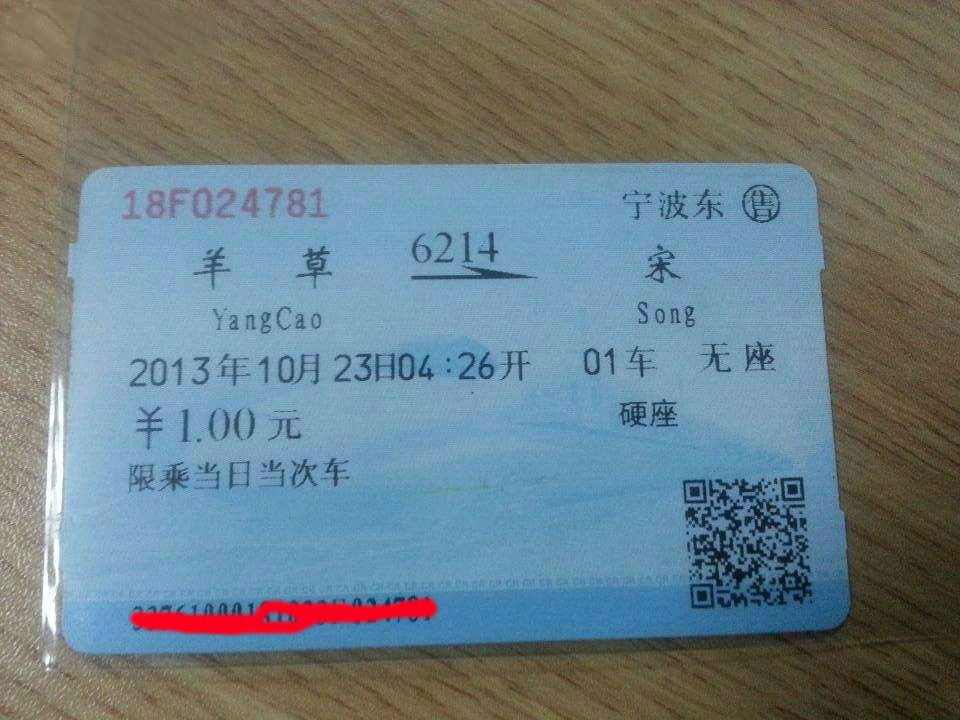 18F024781 宁波东 售
羊草 6214 宋
YangCao Song
2013年10月23日04:26开 01车 无座
￥1.00元 硬座
限乘当日当次车